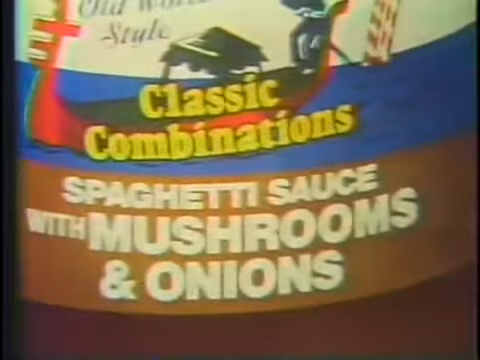 Old World
Style
Classic
Combinations
SPAGHETTI SAUCE
WITH MUSHROOMS
& ONIONS